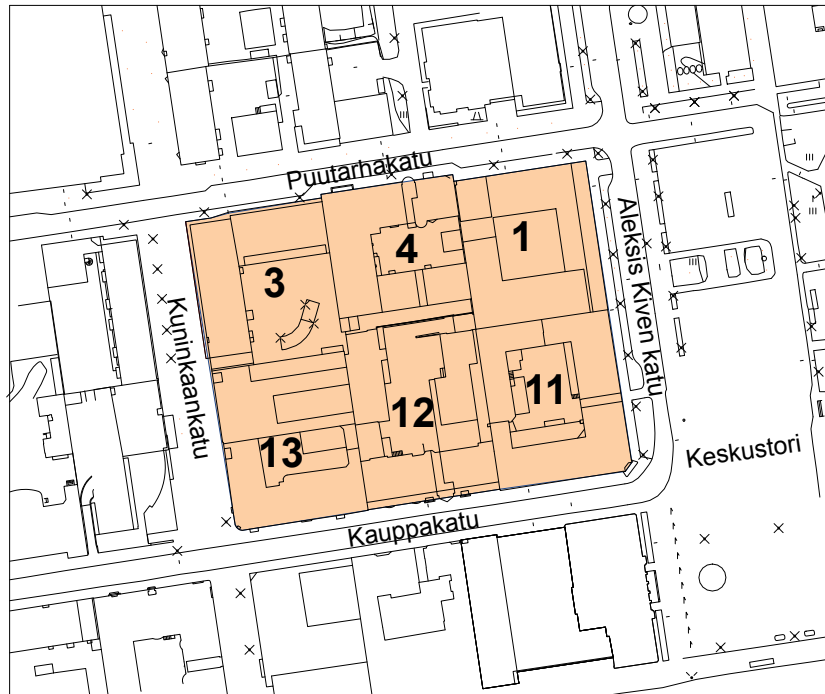 Puutarhakatu
4
1
3
Aleksis Kiven katu
Kuninkaankatu
12
11
13
Keskustori
Kauppakatu